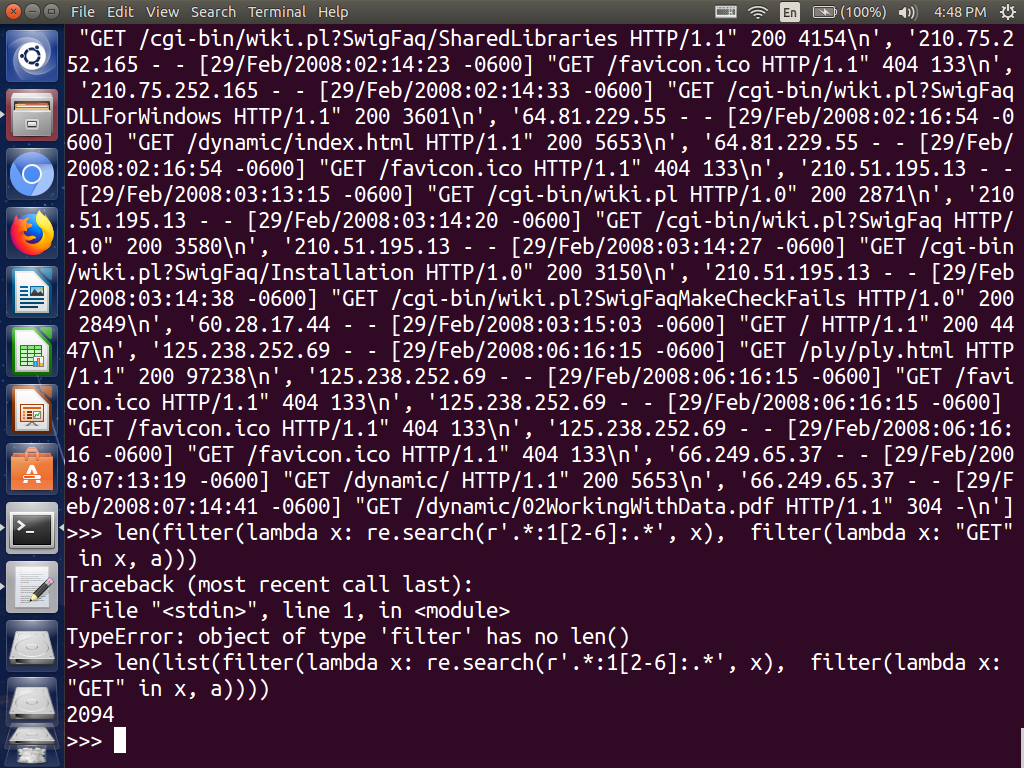 File Edit View Search Terminal Help En (100%) 4:48 PM
"GET /cgi-bin/wiki.pl?SwigFaq/SharedLibraries HTTP/1.1" 200 4154\n', '210.75.2
52.165 - - [29/Feb/2008:02:14:23 -0600] "GET /favicon.ico HTTP/1.1" 404 133\n',
'210.75.252.165 - - [29/Feb/2008:02:14:33 -0600] "GET /cgi-bin/wiki.pl?SwigFaq
DLLForWindows HTTP/1.1" 200 3601\n', '64.81.229.55 - - [29/Feb/2008:02:16:54 -0
600] "GET /dynamic/index.html HTTP/1.1" 200 5653\n', '64.81.229.55 - - [29/Feb/
2008:02:16:54 -0600] "GET /favicon.ico HTTP/1.1" 404 133\n', '210.51.195.13 - -
[29/Feb/2008:03:13:15 -0600] "GET /cgi-bin/wiki.pl HTTP/1.0" 200 2871\n', '210
.51.195.13 - - [29/Feb/2008:03:14:20 -0600] "GET /cgi-bin/wiki.pl?SwigFaq HTTP/
1.0" 200 3580\n', '210.51.195.13 - - [29/Feb/2008:03:14:27 -0600] "GET /cgi-bin
/wiki.pl?SwigFaq/Installation HTTP/1.0" 200 3150\n', '210.51.195.13 - - [29/Feb
/2008:03:14:38 -0600] "GET /cgi-bin/wiki.pl?SwigFaqMakeCheckFails HTTP/1.0" 200
2849\n', '60.28.17.44 - - [29/Feb/2008:03:15:03 -0600] "GET / HTTP/1.1" 200 44
47\n', '125.238.252.69 - - [29/Feb/2008:06:16:15 -0600] "GET /ply/ply.html HTTP
/1.1" 200 97238\n', '125.238.252.69 - - [29/Feb/2008:06:16:15 -0600] "GET /favi
con.ico HTTP/1.1" 404 133\n', '125.238.252.69 - - [29/Feb/2008:06:16:15 -0600]
"GET /favicon.ico HTTP/1.1" 404 133\n', '125.238.252.69 - - [29/Feb/2008:06:16:
16 -0600] "GET /favicon.ico HTTP/1.1" 404 133\n', '66.249.65.37 - - [29/Feb/200
8:07:13:19 -0600] "GET /dynamic/ HTTP/1.1" 200 5653\n', '66.249.65.37 - - [29/F
eb/2008:07:14:41 -0600] "GET /dynamic/02WorkingWithData.pdf HTTP/1.1" 304 -\n']
>>> len(filter(lambda x: re.search(r'.*:1[2-6]:.*', x),  filter(lambda x: "GET"
in x, a)))
Traceback (most recent call last):
  File "<stdin>", line 1, in <module>
TypeError: object of type 'filter' has no len()
>>> len(list(filter(lambda x: re.search(r'.*:1[2-6]:.*', x),  filter(lambda x:
"GET" in x, a))))
2094
>>>